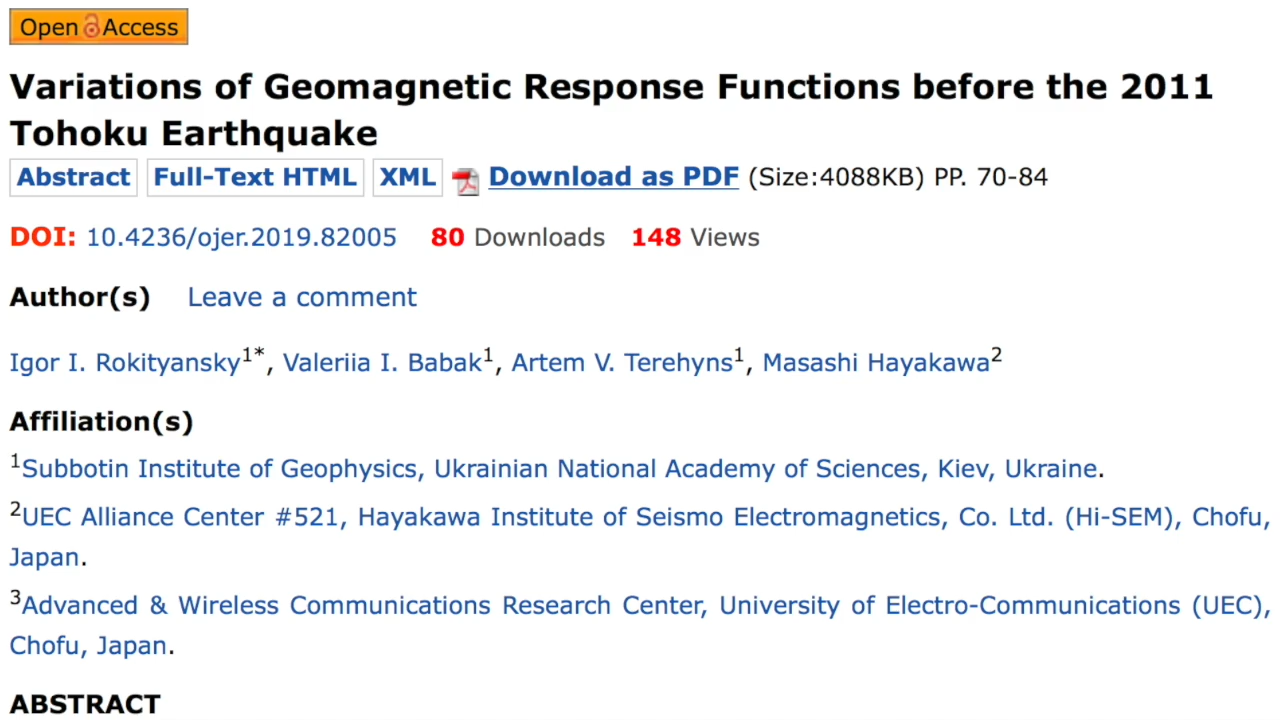 Open Access
Variations of Geomagnetic Response Functions before the 2011
Tohoku Earthquake
Abstract Full-Text HTML XML Download as PDF (Size:4088KB) PP. 70-84
DOI: 10.4236/ojer.2019.82005 80 Downloads 148 Views
Author(s) Leave a comment
Igor I. Rokityansky1*, Valeriia I. Babak1, Artem V. Terehyns1, Masashi Hayakawa2
Affiliation(s)
1Subbotin Institute of Geophysics, Ukrainian National Academy of Sciences, Kiev, Ukraine.
2UEC Alliance Center #521, Hayakawa Institute of Seismo Electromagnetics, Co. Ltd. (Hi-SEM), Chofu,
Japan.
3Advanced & Wireless Communications Research Center, University of Electro-Communications (UEC),
Chofu, Japan.
ABSTRACT